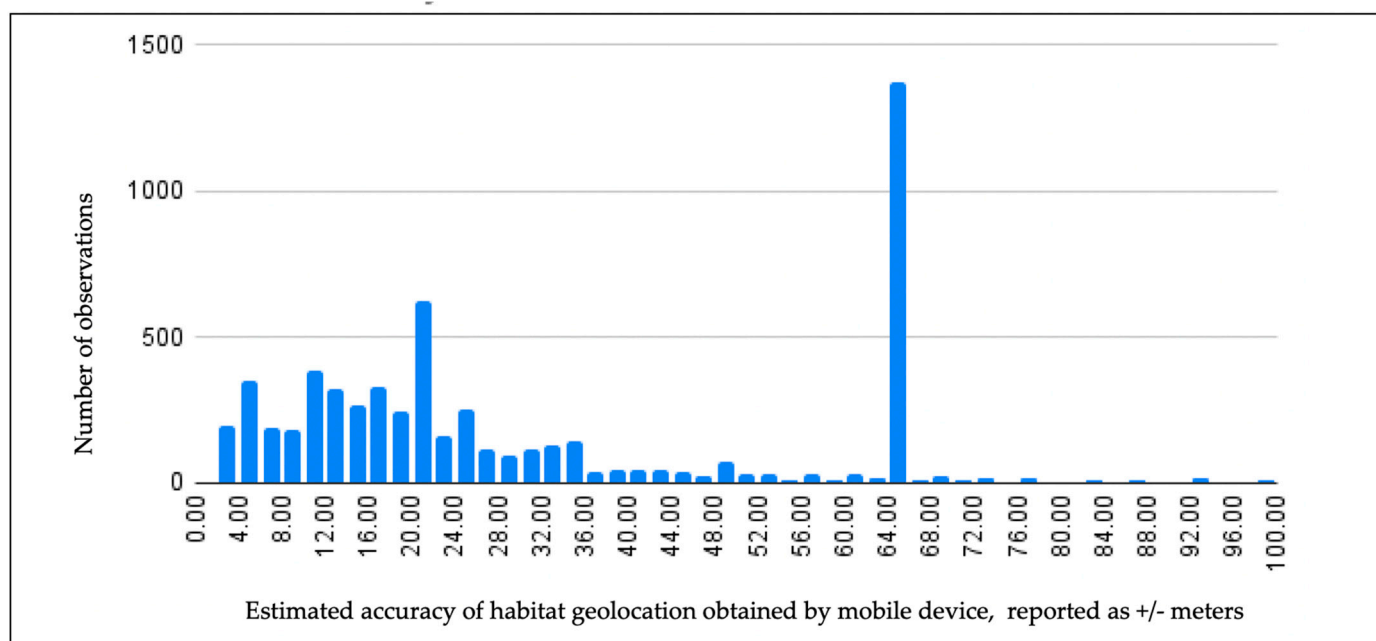 1500
1000
500
0
Number of observations
0.00 4.00 8.00 12.00 16.00 20.00 24.00 28.00 32.00 36.00 40.00 44.00 48.00 52.00 56.00 60.00 64.00 68.00 72.00 76.00 80.00 84.00 88.00 92.00 96.00 100.00
Estimated accuracy of habitat geolocation obtained by mobile device, reported as +/- meters